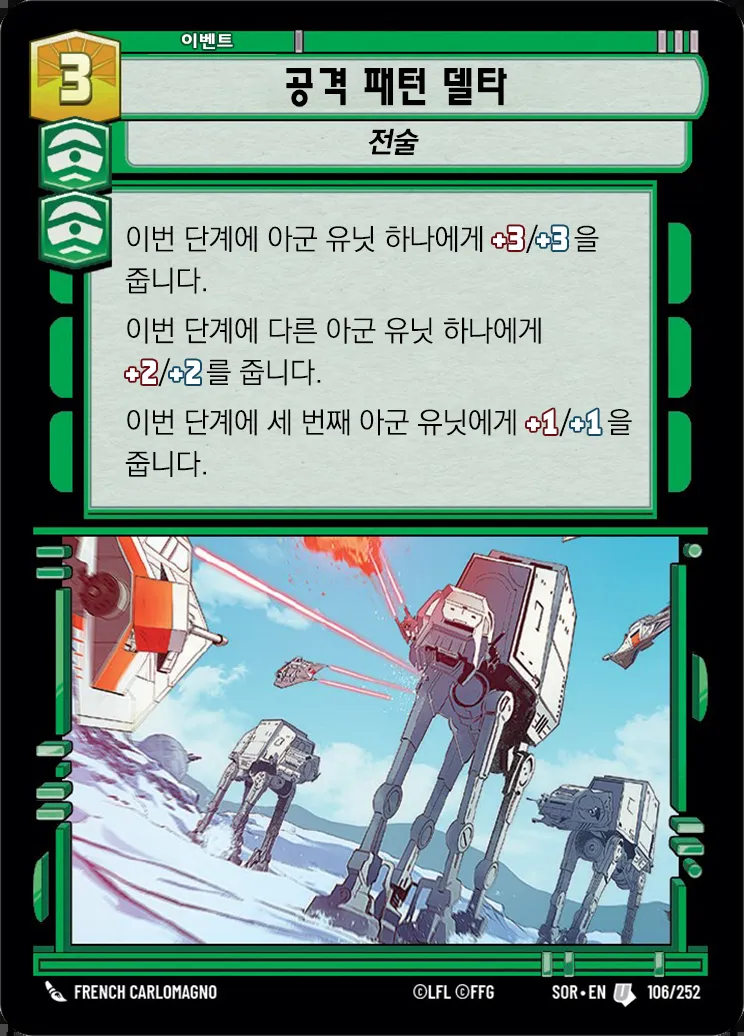 이벤트
3
공격 패턴 델타
전술
이번 단계에 아군 유닛 하나에게 +3/+3을
줍니다.
이번 단계에 다른 아군 유닛 하나에게
+2/+2를 줍니다.
이번 단계에 세 번째 아군 유닛에게 +1/+1을
줍니다.
FRENCH CARLOMAGNO ©LFL ©FFG SOR • EN U 106/252